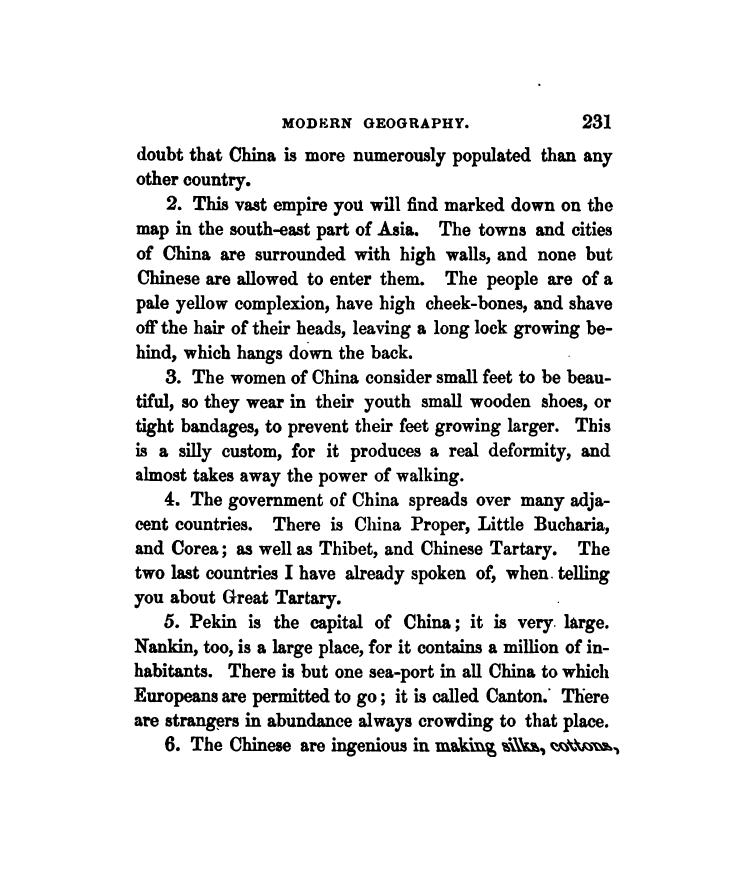 MODERN GEOGRAPHY. 231
doubt that China is more numerously populated than any
other country.
2. This vast empire you will find marked down on the
map in the south-east part of Asia. The towns and cities
of China are surrounded with high walls, and none but
Chinese are allowed to enter them. The people are of a
pale yellow complexion, have high cheek-bones, and shave
off the hair of their heads, leaving a long lock growing be-
hind, which hangs down the back.
3. The women of China consider small feet to be beau-
tiful, so they wear in their youth small wooden shoes, or
tight bandages, to prevent their feet growing larger. This
is a silly custom, for it produces a real deformity, and
almost takes away the power of walking.
4. The government of China spreads over many adja-
cent countries. There is China Proper, Little Bucharia,
and Corea; as well as Thibet, and Chinese Tartary. The
two last countries I have already spoken of, when telling
you about Great Tartary.
5. Pekin is the capital of China; it is very large.
Nankin, too, is a large place, for it contains a million of in-
habitants. There is but one sea-port in all China to which
Europeans are permitted to go; it is called Canton. There
are strangers in abundance always crowding to that place.
6. The Chinese are ingenious in making silks, cottons,